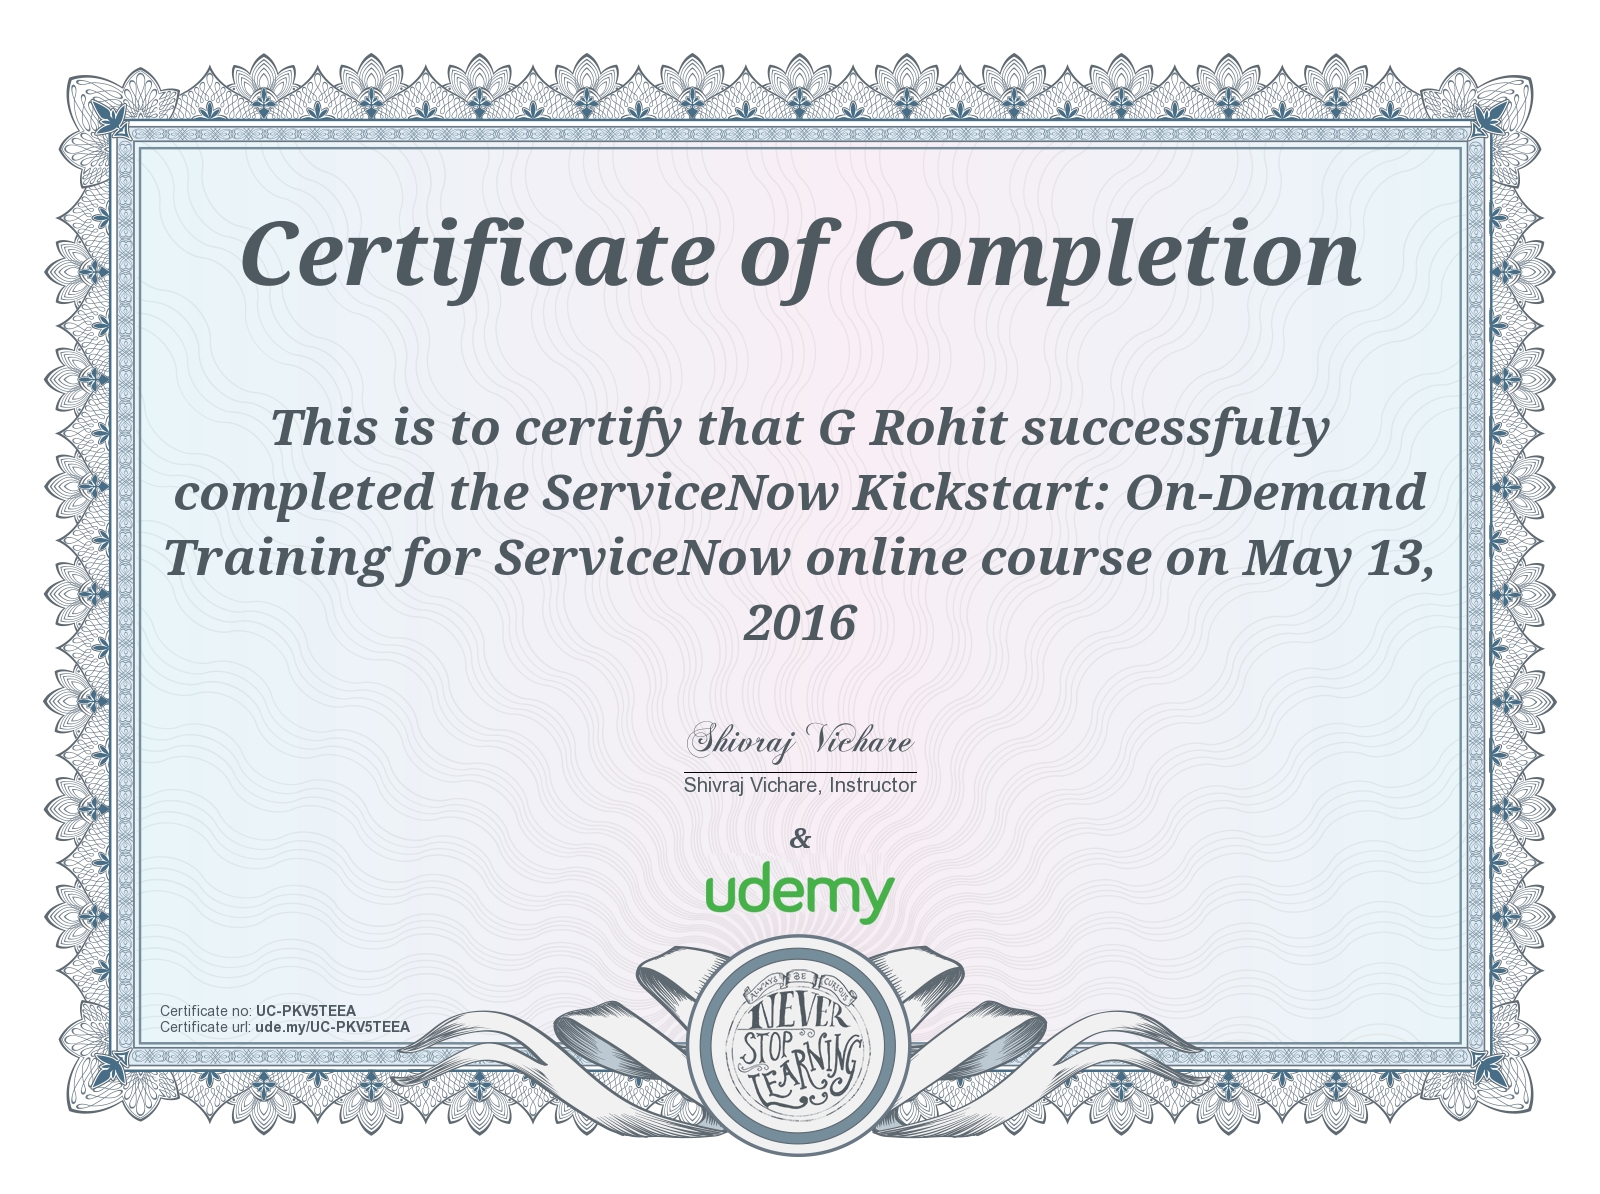 Certificate of Completion
This is to certify that G Rohit successfully
completed the ServiceNow Kickstart: On-Demand
Training for ServiceNow online course on May 13,
2016
Shivraj Vichare
Shivraj Vichare, Instructor
&
udemy
Certificate no: UC-PKV5TEEA
Certificate url: ude.my/UC-PKV5TEEA
ALWAYS BE CURIOUS
NEVER
STOP
LEARNING